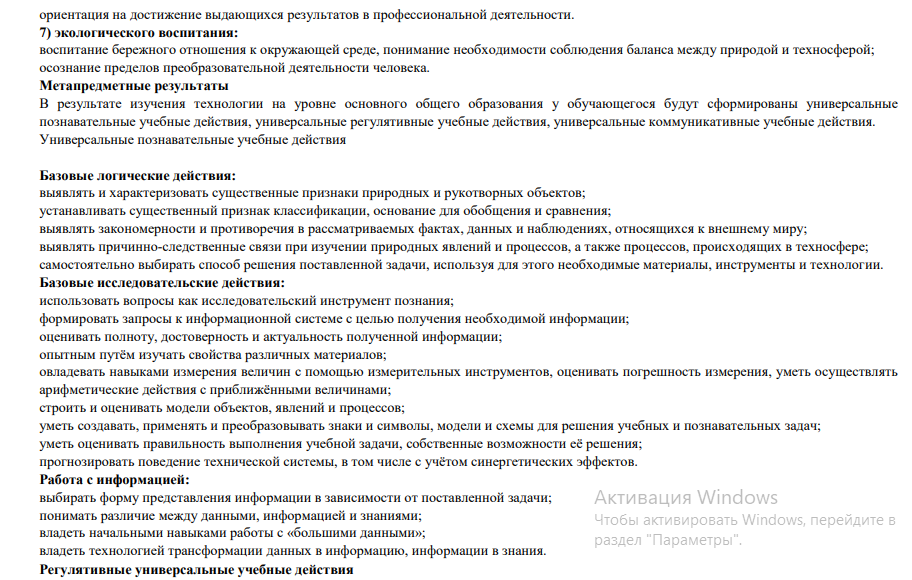 ориентация на достижение выдающихся результатов в профессиональной деятельности.
7) экологического воспитания:
воспитание бережного отношения к окружающей среде, понимание необходимости соблюдения баланса между природой и техносферой;
осознание пределов преобразовательной деятельности человека.
Метапредметные результаты
В результате изучения технологии на уровне основного общего образования у обучающегося будут сформированы универсальные
познавательные учебные действия, универсальные регулятивные учебные действия, универсальные коммуникативные учебные действия.
Универсальные познавательные учебные действия
Базовые логические действия:
выявлять и характеризовать существенные признаки природных и рукотворных объектов;
устанавливать существенный признак классификации, основание для обобщения и сравнения;
выявлять закономерности и противоречия в рассматриваемых фактах, данных и наблюдениях, относящихся к внешнему миру;
выявлять причинно-следственные связи при изучении природных явлений и процессов, а также процессов, происходящих в техносфере;
самостоятельно выбирать способ решения поставленной задачи, используя для этого необходимые материалы, инструменты и технологии.
Базовые исследовательские действия:
использовать вопросы как исследовательский инструмент познания;
формировать запросы к информационной системе с целью получения необходимой информации;
оценивать полноту, достоверность и актуальность полученной информации;
опытным путём изучать свойства различных материалов;
овладевать навыками измерения величин с помощью измерительных инструментов, оценивать погрешность измерения, уметь осуществлять
арифметические действия с приближёнными величинами;
строить и оценивать модели объектов, явлений и процессов;
уметь создавать, применять и преобразовывать знаки и символы, модели и схемы для решения учебных и познавательных задач;
уметь оценивать правильность выполнения учебной задачи, собственные возможности её решения;
прогнозировать поведение технической системы, в том числе с учётом синергетических эффектов.
Работа с информацией:
выбирать форму представления информации в зависимости от поставленной задачи;
понимать различие между данными, информацией и знаниями;
владеть начальными навыками работы с «большими данными»;
владеть технологией трансформации данных в информацию, информации в знания.
Регулятивные универсальные учебные действия
Активация Windows
Чтобы активировать Windows, перейдите в
раздел "Параметры".